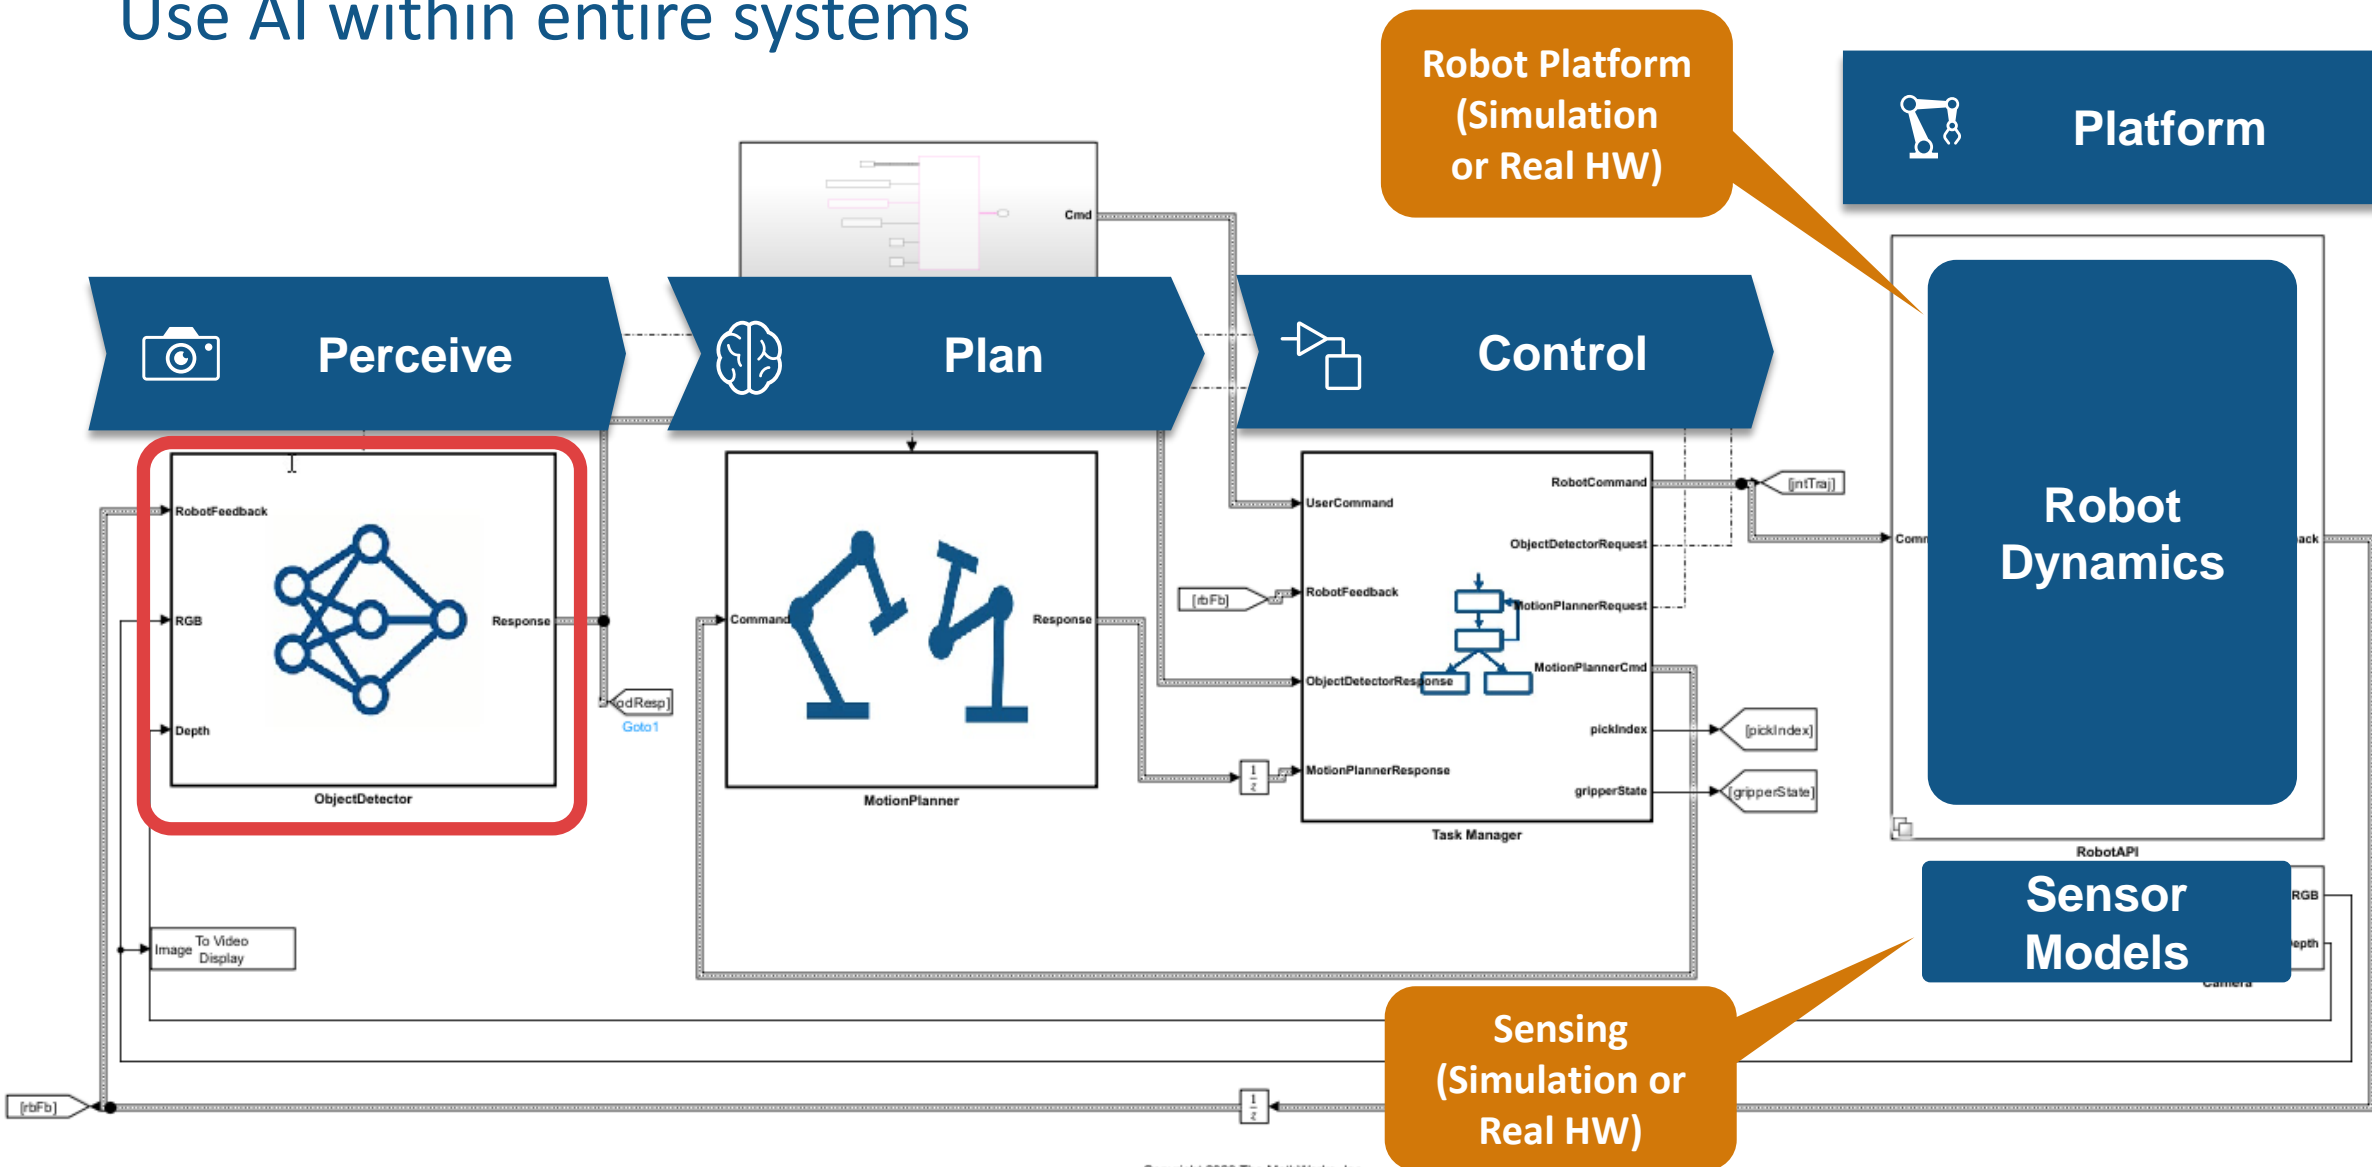 Use AI within entire systems
Robot Platform
(Simulation
or Real HW)
Platform
Cmd
Perceive
Plan
Control
RobotFeedback
RGB
Depth
Response
ObjectDetector
[odResp]
Goto1
Command
Response
MotionPlanner
UserCommand
[rbFb]
RobotFeedback
ObjectDetectorResponse
1
z
MotionPlannerResponse
RobotCommand
ObjectDetectorRequest
MotionPlannerRequest
MotionPlannerCmd
pickIndex
gripperState
Task Manager
[jntTraj]
[pickIndex]
[gripperState]
Robot
Dynamics
RobotAPI
Sensor
Models
RGB
Camera
Image
To Video
Display
Sensing
(Simulation or
Real HW)
[rbFb]
1
z